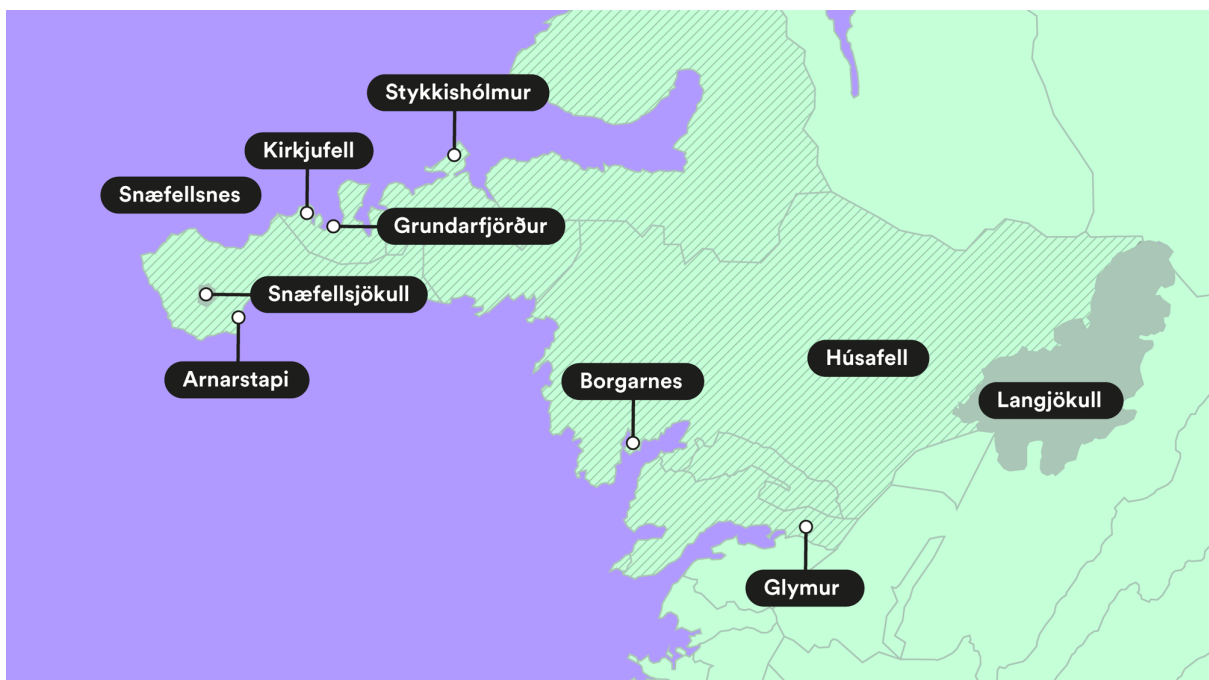 Stykkishólmur
Kirkjufell
Snæfellsnes
Grundarfjörður
Snæfellsjökull
Húsafell
Arnarstapi
Borgarnes
Langjökull
Glymur